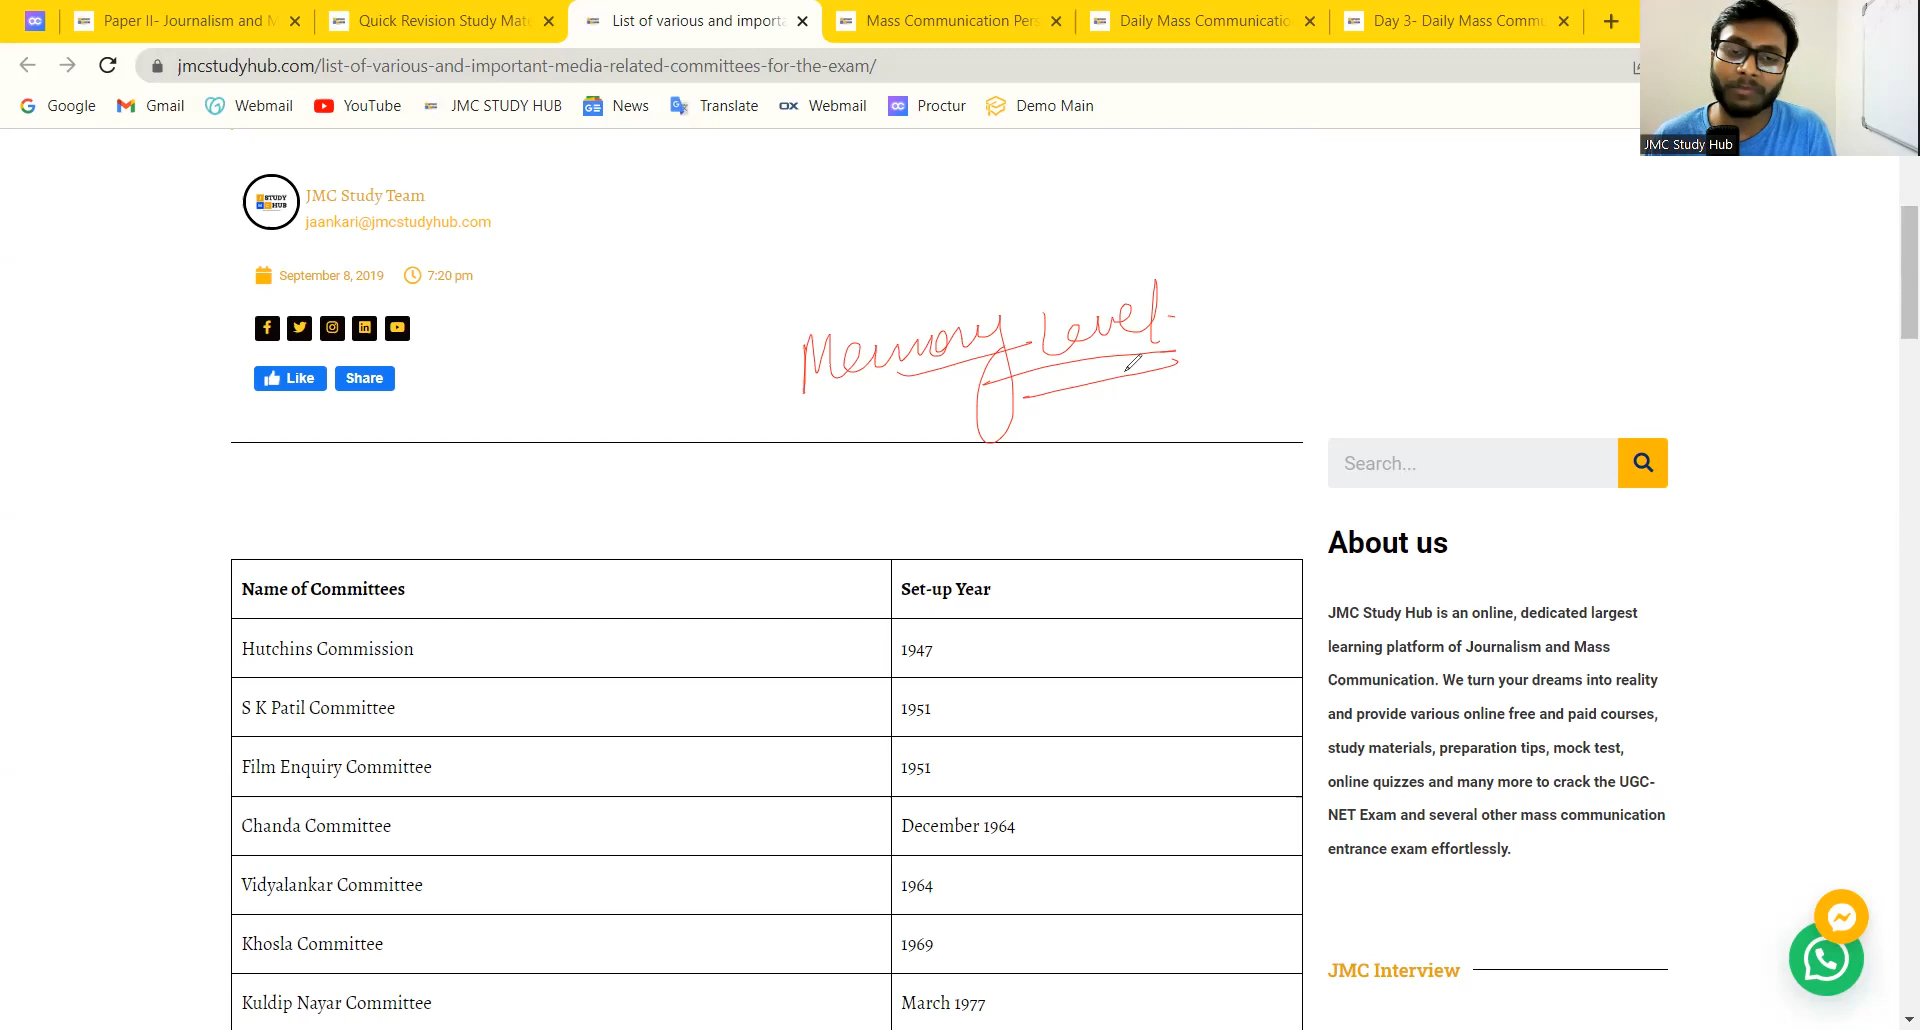 Paper II- Journalism and M
Quick Revision Study Mate
List of various and importa
Mass Communication Pers
Daily Mass Communicatio
Day 3- Daily Mass Commu
jmcstudyhub.com/list-of-various-and-important-media-related-committees-for-the-exam/
Google Gmail Webmail YouTube JMC STUDY HUB News Translate Webmail Proctur Demo Main
JMC Study Hub
STUDY
HUB
JMC Study Team
jaankari@jmcstudyhub.com
September 8, 2019 7:20 pm
Like Share
Memory Level.
Search...
Name of Committees Set-up Year
Hutchins Commission 1947
S K Patil Committee 1951
Film Enquiry Committee 1951
Chanda Committee December 1964
Vidyalankar Committee 1964
Khosla Committee 1969
Kuldip Nayar Committee March 1977
About us
JMC Study Hub is an online, dedicated largest
learning platform of Journalism and Mass
Communication. We turn your dreams into reality
and provide various online free and paid courses,
study materials, preparation tips, mock test,
online quizzes and many more to crack the UGC-
NET Exam and several other mass communication
entrance exam effortlessly.
JMC Interview